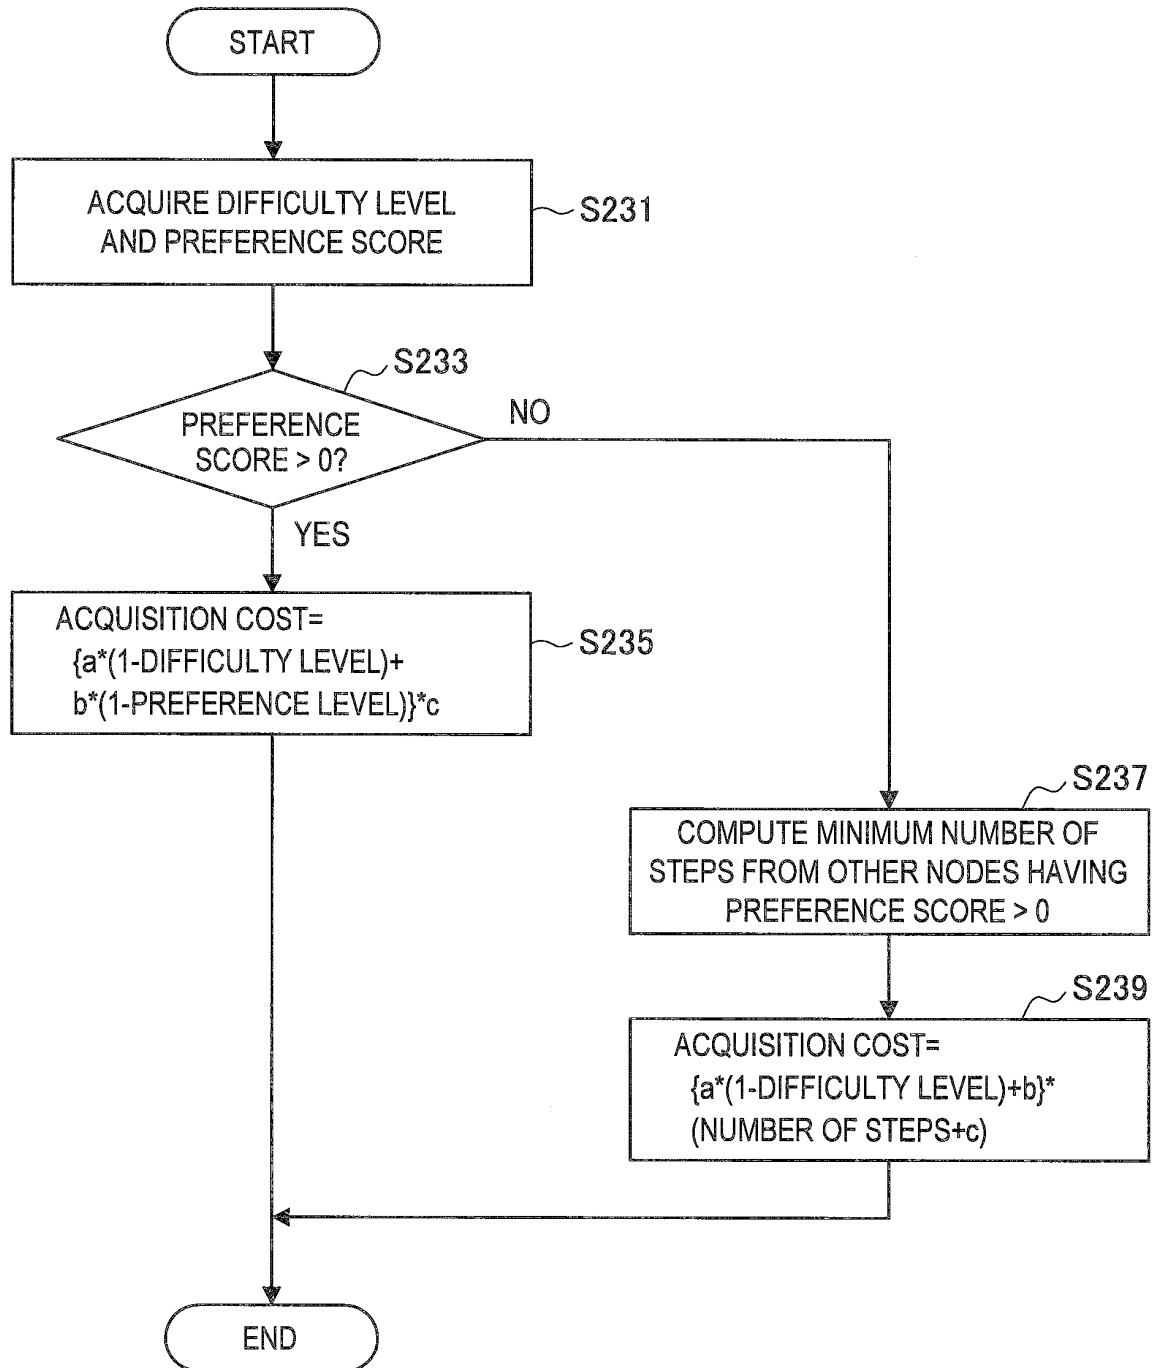 START
ACQUIRE DIFFICULTY LEVEL
AND PREFERENCE SCORE
S231
S233
PREFERENCE
SCORE > 0?
NO
YES
ACQUISITION COST=
{a*(1-DIFFICULTY LEVEL)+
b*(1-PREFERENCE LEVEL)}*c
S235
S237
COMPUTE MINIMUM NUMBER OF
STEPS FROM OTHER NODES HAVING
PREFERENCE SCORE > 0
S239
ACQUISITION COST=
{a*(1-DIFFICULTY LEVEL)+b}*
(NUMBER OF STEPS+c)
END